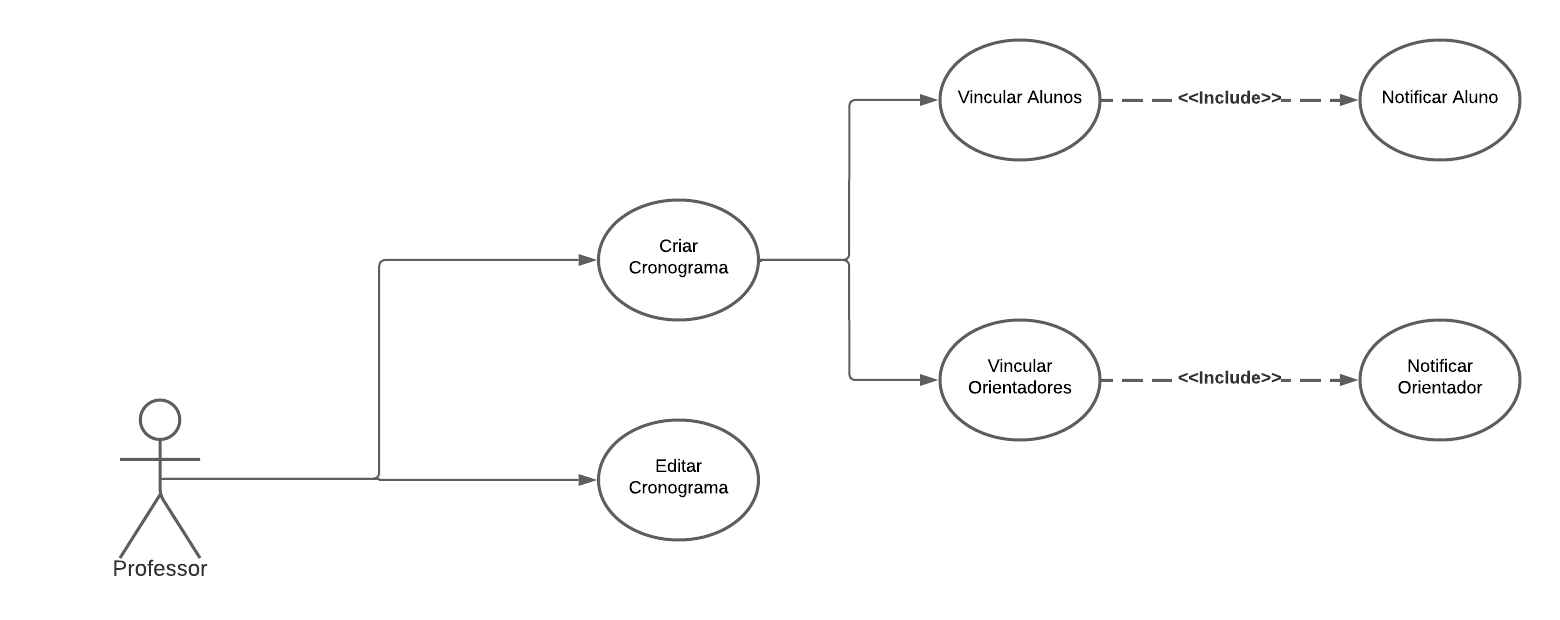 Vincular Alunos
<<Include>>
Notificar Aluno
Criar
Cronograma
Vincular
Orientadores
<<Include>>
Notificar
Orientador
Editar
Cronograma
Professor